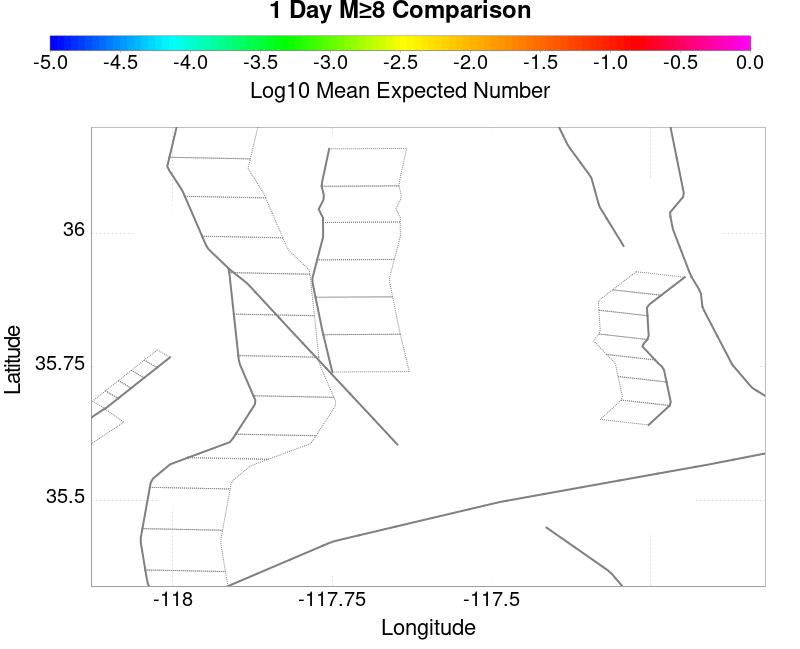 1 Day M≥8 Comparison
-5.0 -4.5 -4.0 -3.5 -3.0 -2.5 -2.0 -1.5 -1.0 -0.5 0.0
Log10 Mean Expected Number
36
35.75
35.5
Latitude
-118 -117.75 -117.5
Longitude